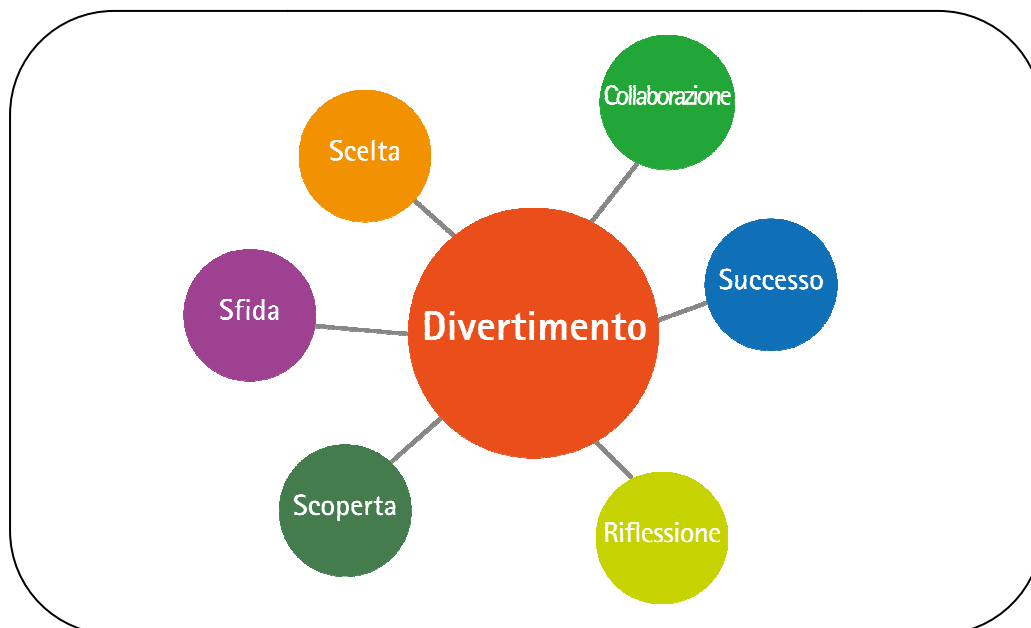 Collaborazione
Scelta
Successo
Sfida
Divertimento
Scoperta
Riflessione